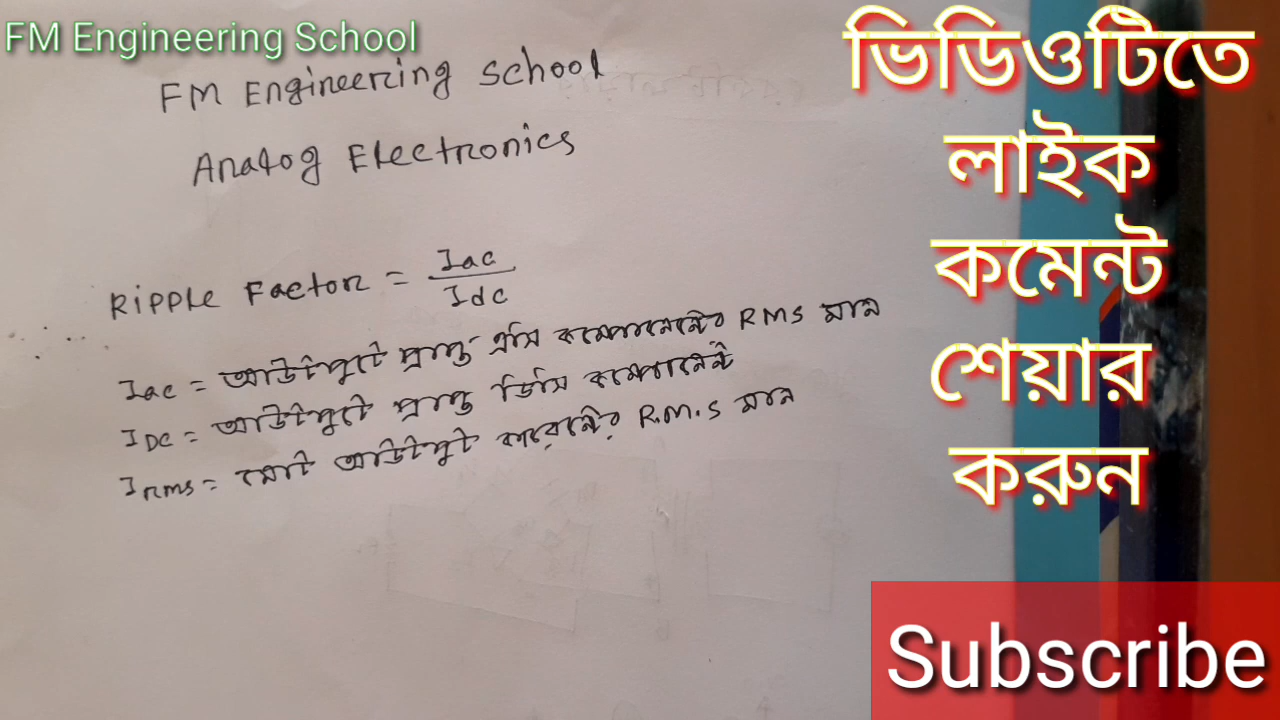 FM Engineering School
FM Engineering School
Analog Electronics
Ripple Factor = Iac / Idc
Iac = আউটপুটে প্রাপ্ত এসি কম্পোনেন্টের RMS মান
IDC = আউটপুটে প্রাপ্ত ডিসি কম্পোনেন্ট
Irms = মোট আউটপুট কারেন্টের R.M.S মান
ভিডিওটিতে
লাইক
কমেন্ট
শেয়ার
করুন
Subscribe